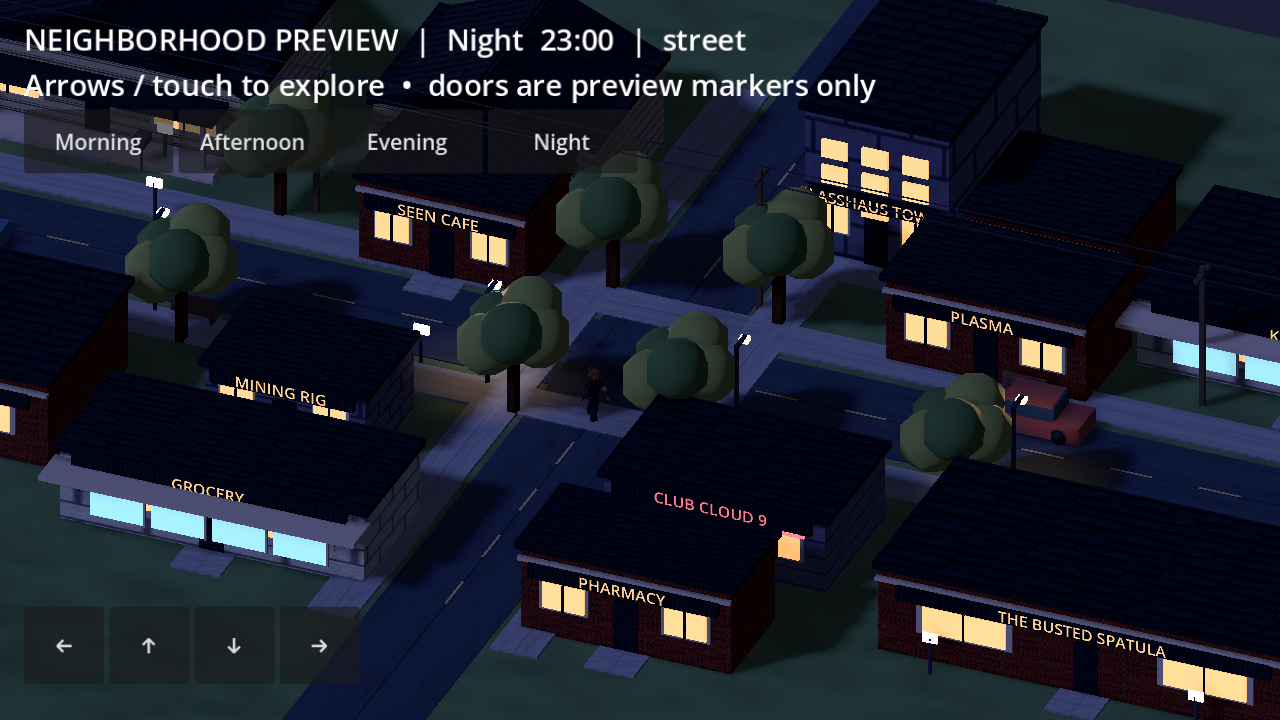 NEIGHBORHOOD PREVIEW | Night 23:00 | street
Arrows / touch to explore • doors are preview markers only
Morning Afternoon Evening Night
SEEN CAFE
PLASMA
MINING RIG
GROCERY
CLUB CLOUD 9
PHARMACY
THE BUSTED SPATULA
← ↑ ↓ →